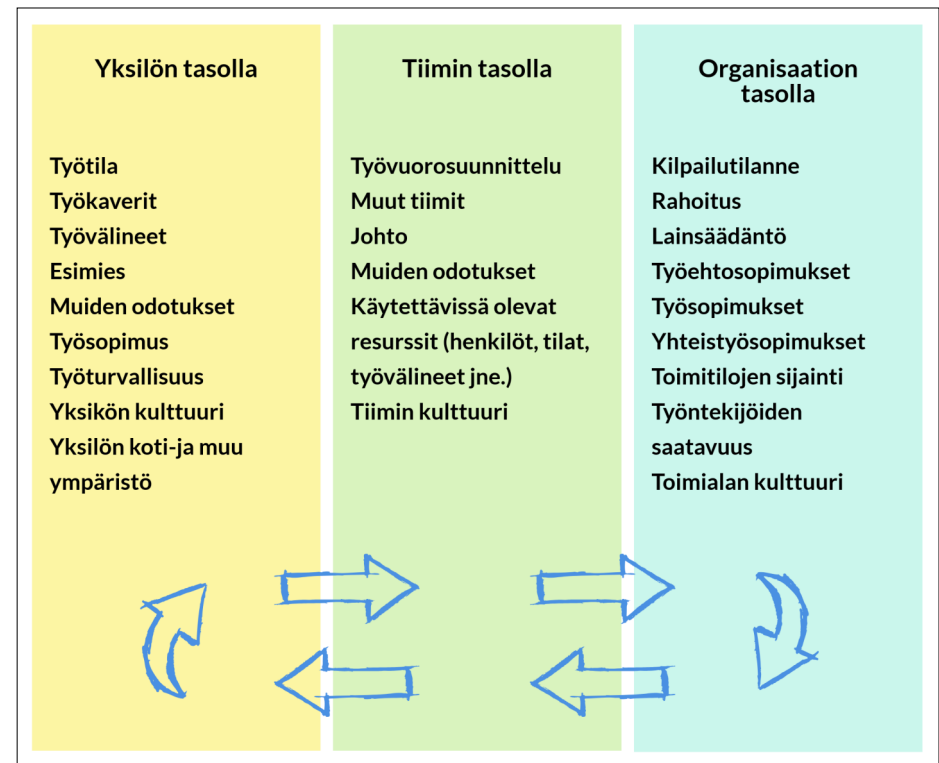 Yksilön tasolla
Työtila
Työkaverit
Työvälineet
Esimies
Muiden odotukset
Työsopimus
Työturvallisuus
Yksikön kulttuuri
Yksilön koti-ja muu
ympäristö
Tiimin tasolla
Työvuorosuunnittelu
Muut tiimit
Johto
Muiden odotukset
Käytettävissä olevat
resurssit (henkilöt, tilat,
työvälineet jne.)
Tiimin kulttuuri
Organisaation
tasolla
Kilpailutilanne
Rahoitus
Lainsäädäntö
Työehtosopimukset
Työsopimukset
Yhteistyösopimukset
Toimitilojen sijainti
Työntekijöiden
saatavuus
Toimialan kulttuuri